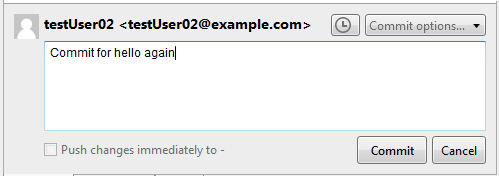 testUser02 <testUser02@example.com>
Commit options...
Commit for hello again
Push changes immediately to -
Commit
Cancel